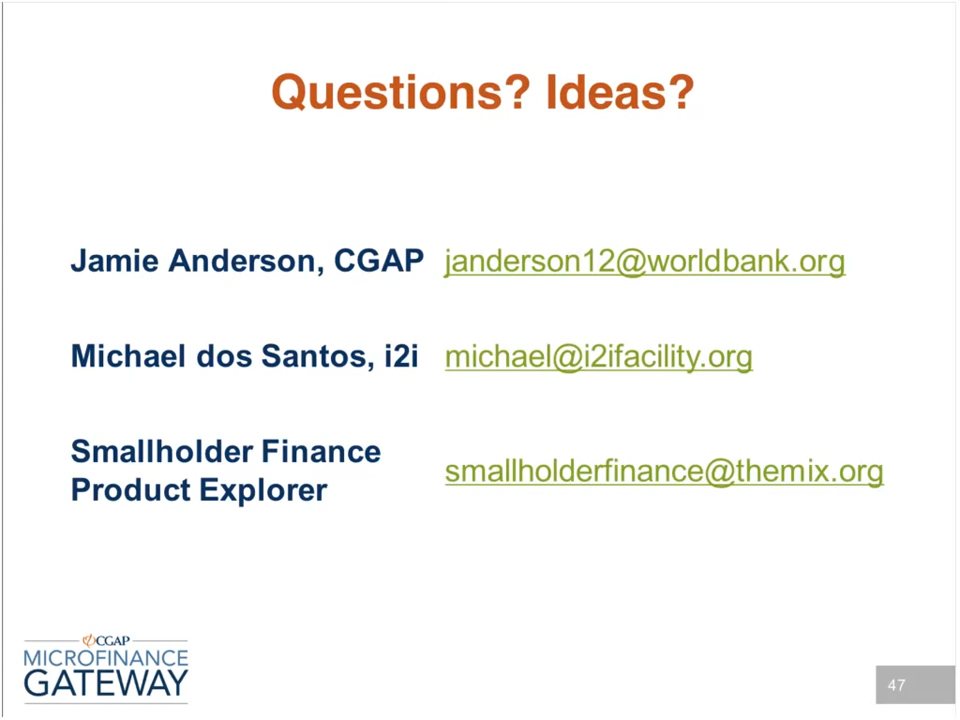 Questions? Ideas?
Jamie Anderson, CGAP janderson12@worldbank.org
Michael dos Santos, i2i michael@i2ifacility.org
Smallholder Finance
Product Explorer
smallholderfinance@themix.org
CGAP
MICROFINANCE
GATEWAY
47